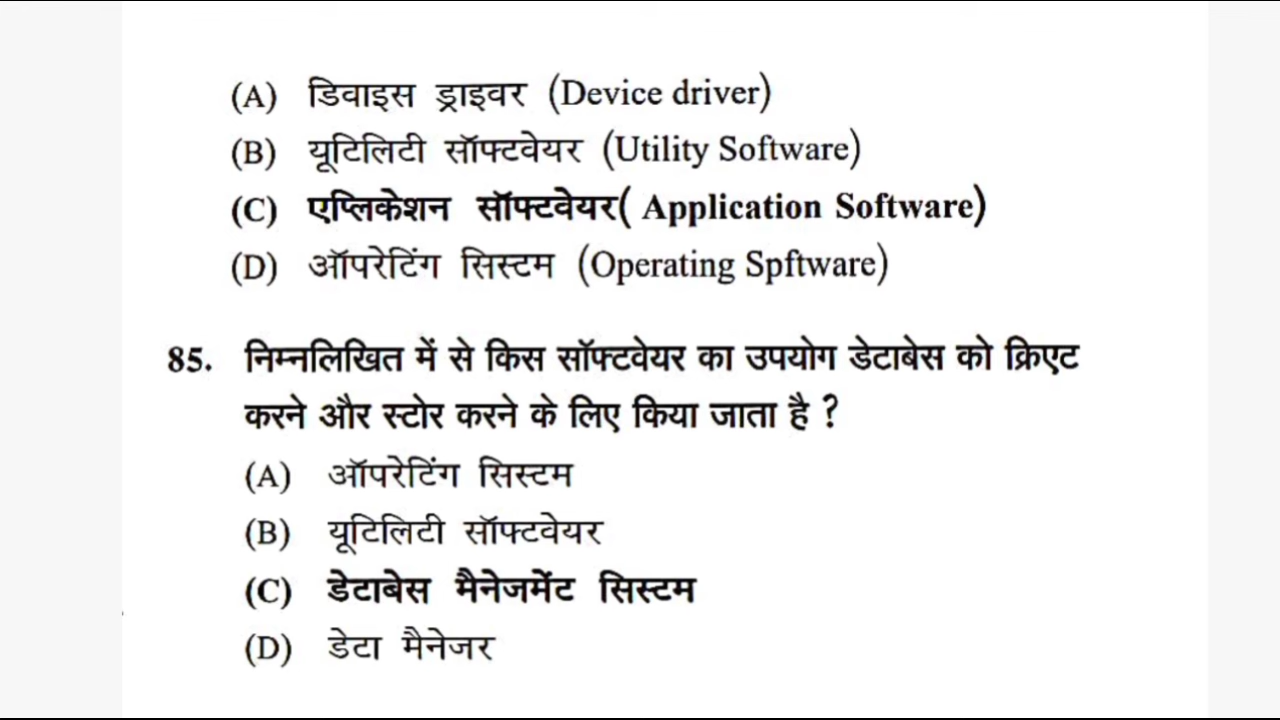 (A) डिवाइस ड्राइवर (Device driver)
(B) यूटिलिटी सॉफ्टवेयर (Utility Software)
(C) एप्लिकेशन सॉफ्टवेयर( Application Software)
(D) ऑपरेटिंग सिस्टम (Operating Spftware)
85. निम्नलिखित में से किस सॉफ्टवेयर का उपयोग डेटाबेस को क्रिएट
करने और स्टोर करने के लिए किया जाता है ?
(A) ऑपरेटिंग सिस्टम
(B) यूटिलिटी सॉफ्टवेयर
(C) डेटाबेस मैनेजमेंट सिस्टम
(D) डेटा मैनेजर